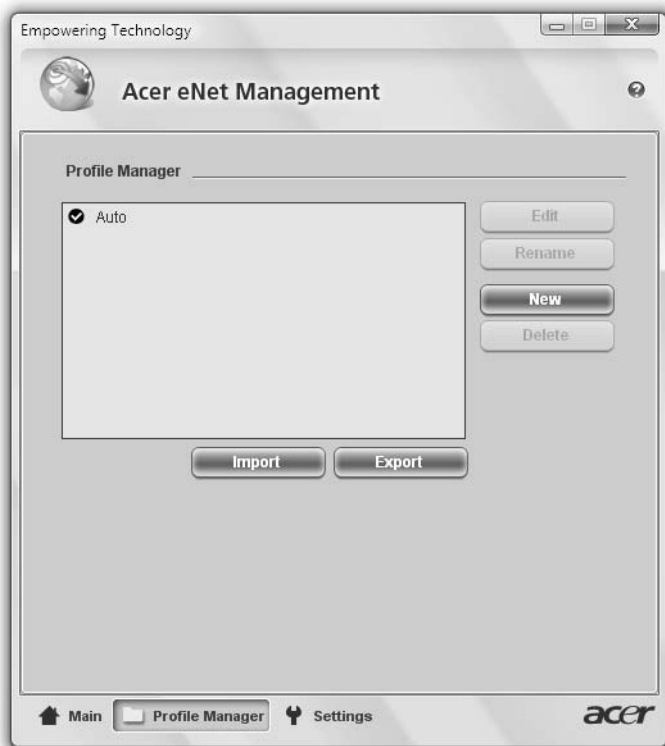 Empowering Technology
Acer eNet Management
Profile Manager
Auto
Edit
Rename
New
Delete
Import Export
Main Profile Manager Settings acer